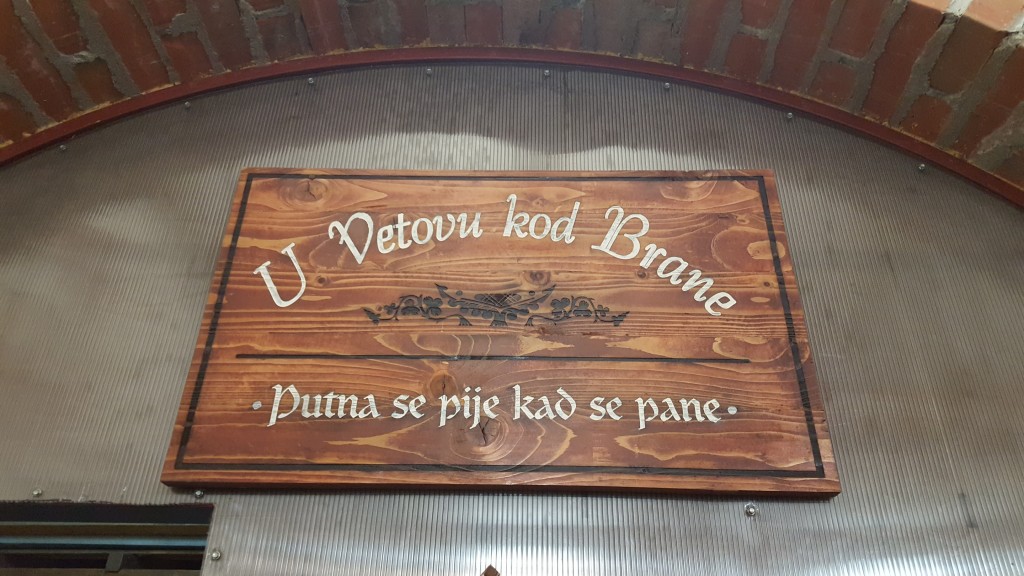 U Vetovu kod Brane
·Putna se pije kad se pane·